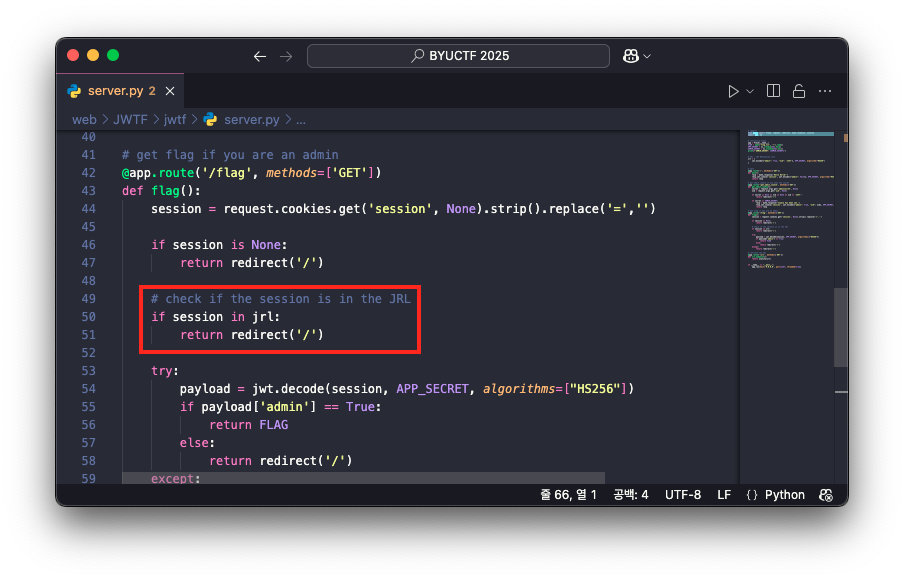 BYUCTF 2025
server.py 2
web > JWTF > jwtf > server.py > ...
40
41 # get flag if you are an admin
42 @app.route('/flag', methods=['GET'])
43 def flag():
44 session = request.cookies.get('session', None).strip().replace('=','')
45
46 if session is None:
47 return redirect('/')
48
49 # check if the session is in the JRL
50 if session in jrl:
51 return redirect('/')
52
53 try:
54 payload = jwt.decode(session, APP_SECRET, algorithms=["HS256"])
55 if payload['admin'] == True:
56 return FLAG
57 else:
58 return redirect('/')
59 except:
줄 66, 열 1 공백: 4 UTF-8 LF {} Python